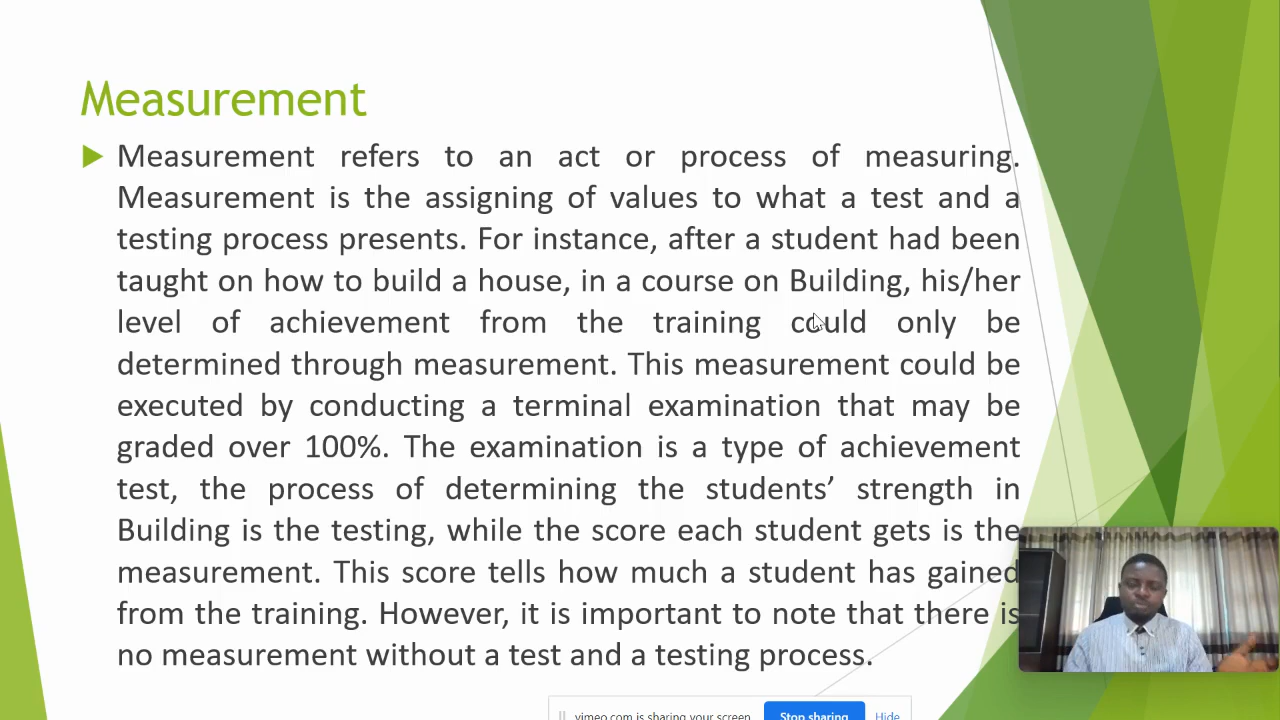 Measurement
Measurement refers to an act or process of measuring.
Measurement is the assigning of values to what a test and a
testing process presents. For instance, after a student had been
taught on how to build a house, in a course on Building, his/her
level of achievement from the training could only be
determined through measurement. This measurement could be
executed by conducting a terminal examination that may be
graded over 100%. The examination is a type of achievement
test, the process of determining the students’ strength in
Building is the testing, while the score each student gets is the
measurement. This score tells how much a student has gained
from the training. However, it is important to note that there is
no measurement without a test and a testing process.
vimeo.com is sharing your screen. Stop sharing Hide